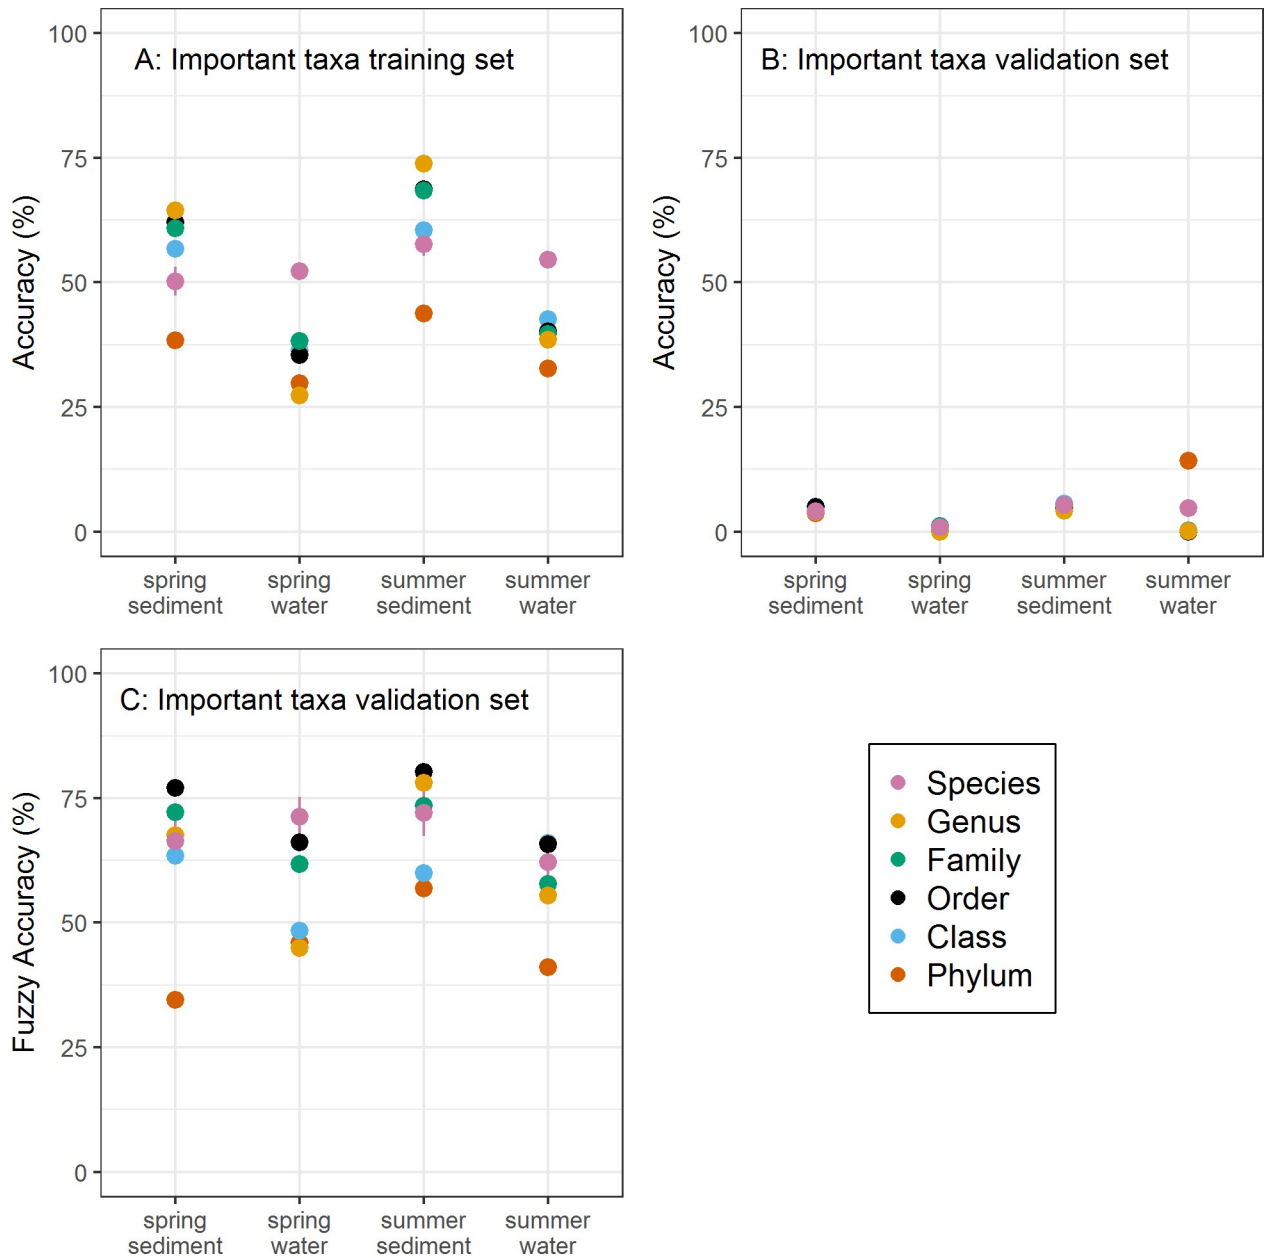 A: Important taxa training set
Accuracy (%)
100
75
50
25
0
spring
sediment
spring
water
summer
sediment
summer
water
B: Important taxa validation set
Accuracy (%)
100
75
50
25
0
spring
sediment
spring
water
summer
sediment
summer
water
C: Important taxa validation set
Fuzzy Accuracy (%)
100
75
50
25
0
spring
sediment
spring
water
summer
sediment
summer
water
Species
Genus
Family
Order
Class
Phylum